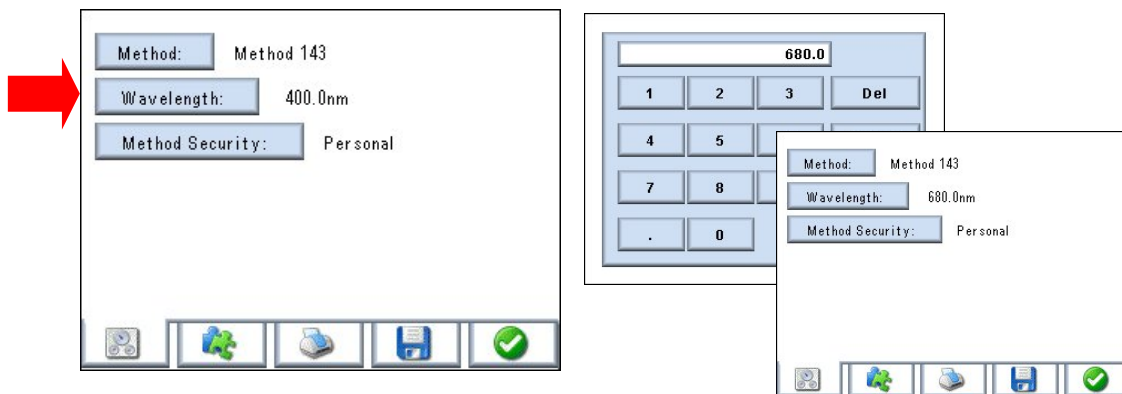 Method: Method 143
Wavelength: 400.0nm
Method Security: Personal
680.0
1 2 3 Del
4 5
7 8
. 0
Method: Method 143
Wavelength: 680.0nm
Method Security: Personal